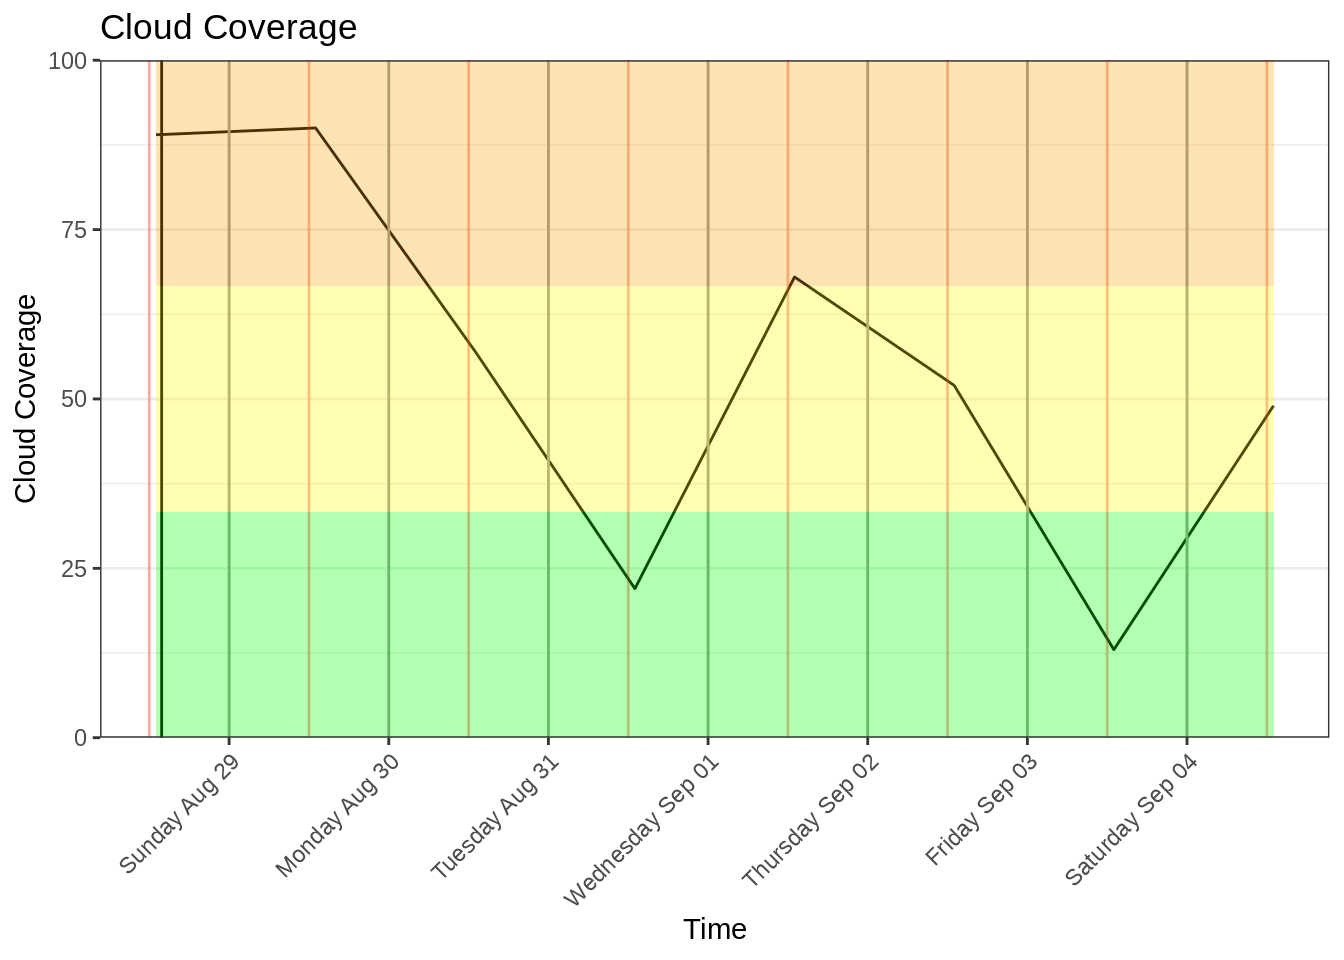 Cloud Coverage
Cloud Coverage
100
75
50
25
0
Sunday Aug 29
Monday Aug 30
Tuesday Aug 31
Wednesday Sep 01
Thursday Sep 02
Friday Sep 03
Saturday Sep 04
Time